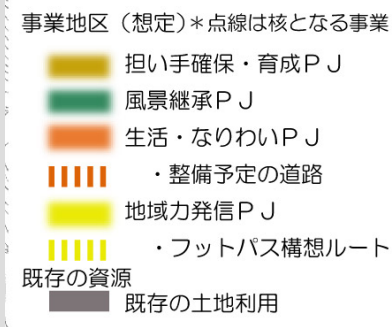 事業地区（想定）＊点線は核となる事業
担い手確保・育成ＰＪ
風景継承ＰＪ
生活・なりわいＰＪ
・整備予定の道路
地域力発信ＰＪ
・フットパス構想ルート
既存の資源
既存の土地利用